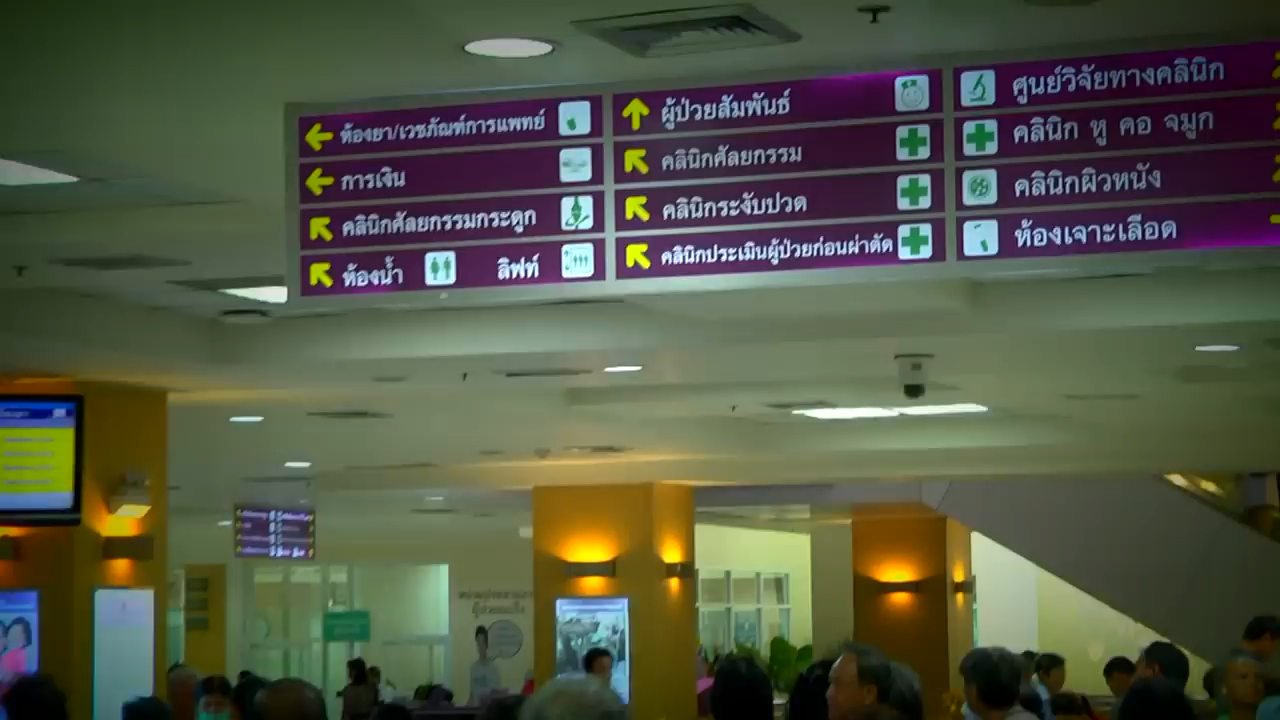 ห้องยา/เวชภัณฑ์การแพทย์
การเงิน
คลินิกศัลยกรรมกระดูก
ห้องน้ำ ลิฟท์
ผู้ป่วยสัมพันธ์
คลินิกศัลยกรรม
คลินิกระงับปวด
คลินิกประเมินผู้ป่วยก่อนผ่าตัด
ศูนย์วิจัยทางคลินิก
คลินิก หู คอ จมูก
คลินิกผิวหนัง
ห้องเจาะเลือด